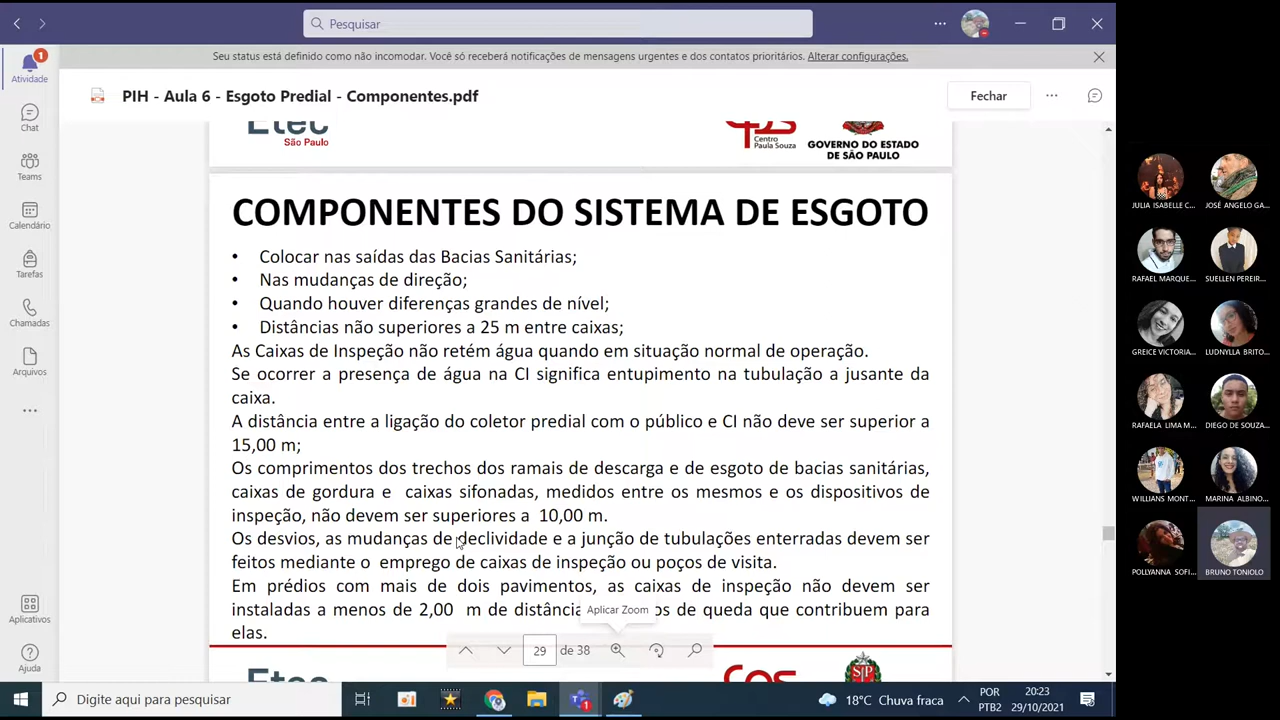 Pesquisar
Seu status está definido como não incomodar. Você só receberá notificações de mensagens urgentes e dos contatos prioritários. Alterar configurações.
1
Atividade
Chat
Teams
Calendário
Tarefas
Chamadas
Arquivos
Aplicativos
Ajuda
PIH - Aula 6 - Esgoto Predial - Componentes.pdf
Fechar
Etec
São Paulo
cps
Centro
Paula Souza
GOVERNO DO ESTADO
DE SÃO PAULO
COMPONENTES DO SISTEMA DE ESGOTO
• Colocar nas saídas das Bacias Sanitárias;
• Nas mudanças de direção;
• Quando houver diferenças grandes de nível;
• Distâncias não superiores a 25 m entre caixas;
As Caixas de Inspeção não retém água quando em situação normal de operação.
Se ocorrer a presença de água na CI significa entupimento na tubulação a jusante da
caixa.
A distância entre a ligação do coletor predial com o público e CI não deve ser superior a
15,00 m;
Os comprimentos dos trechos dos ramais de descarga e de esgoto de bacias sanitárias,
caixas de gordura e caixas sifonadas, medidos entre os mesmos e os dispositivos de
inspeção, não devem ser superiores a 10,00 m.
Os desvios, as mudanças de declividade e a junção de tubulações enterradas devem ser
feitos mediante o emprego de caixas de inspeção ou poços de visita.
Em prédios com mais de dois pavimentos, as caixas de inspeção não devem ser
instaladas a menos de 2,00 m de distância os de queda que contribuem para
elas.
Aplicar Zoom
29 de 38
Etec
cps
SP
JULIA ISABELLE C...
JOSÉ ANGELO GA...
RAFAEL MARQUE...
SUELLEN PEREIR...
GREICE VICTORIA...
LUDNYLLA BRITO...
RAFAELA LIMA M...
DIEGO DE SOUZA...
WILLIANS MONT...
MARINA ALBINO...
POLLYANNA SOFI...
BRUNO TONIOLO
Digite aqui para pesquisar
1
18°C Chuva fraca
POR
PTB2
20:23
29/10/2021